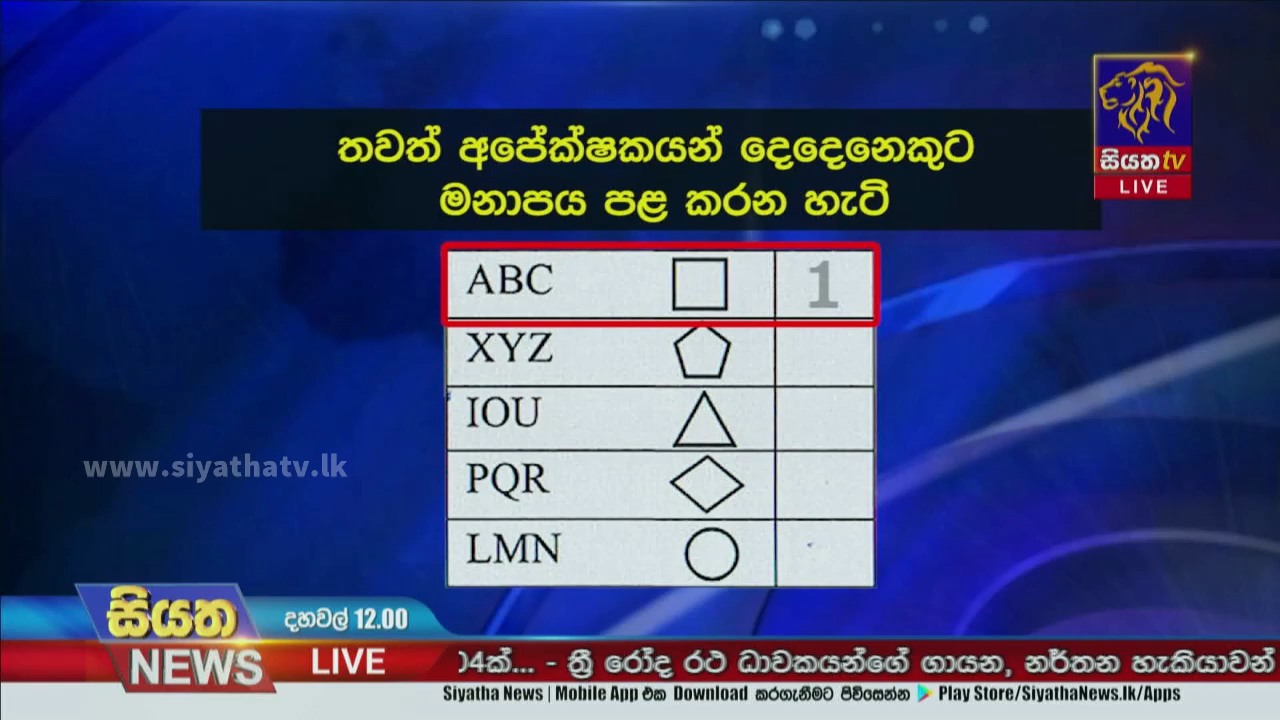 තවත් අපේක්ෂකයන් දෙදෙනෙකුට
මනාපය පළ කරන හැටි
සියත tv
LIVE
ABC 1
XYZ
IOU
PQR
LMN
www.siyathatv.lk
සියත
NEWS
දහවල් 12.00
LIVE
04ක්... - ත්‍රී රෝද රථ ධාවකයන්ගේ ගායන, නර්තන හැකියාවන්
Siyatha News | Mobile App එක Download කරගැනීමට පිවිසෙන්න Play Store/SiyathaNews.lk/Apps